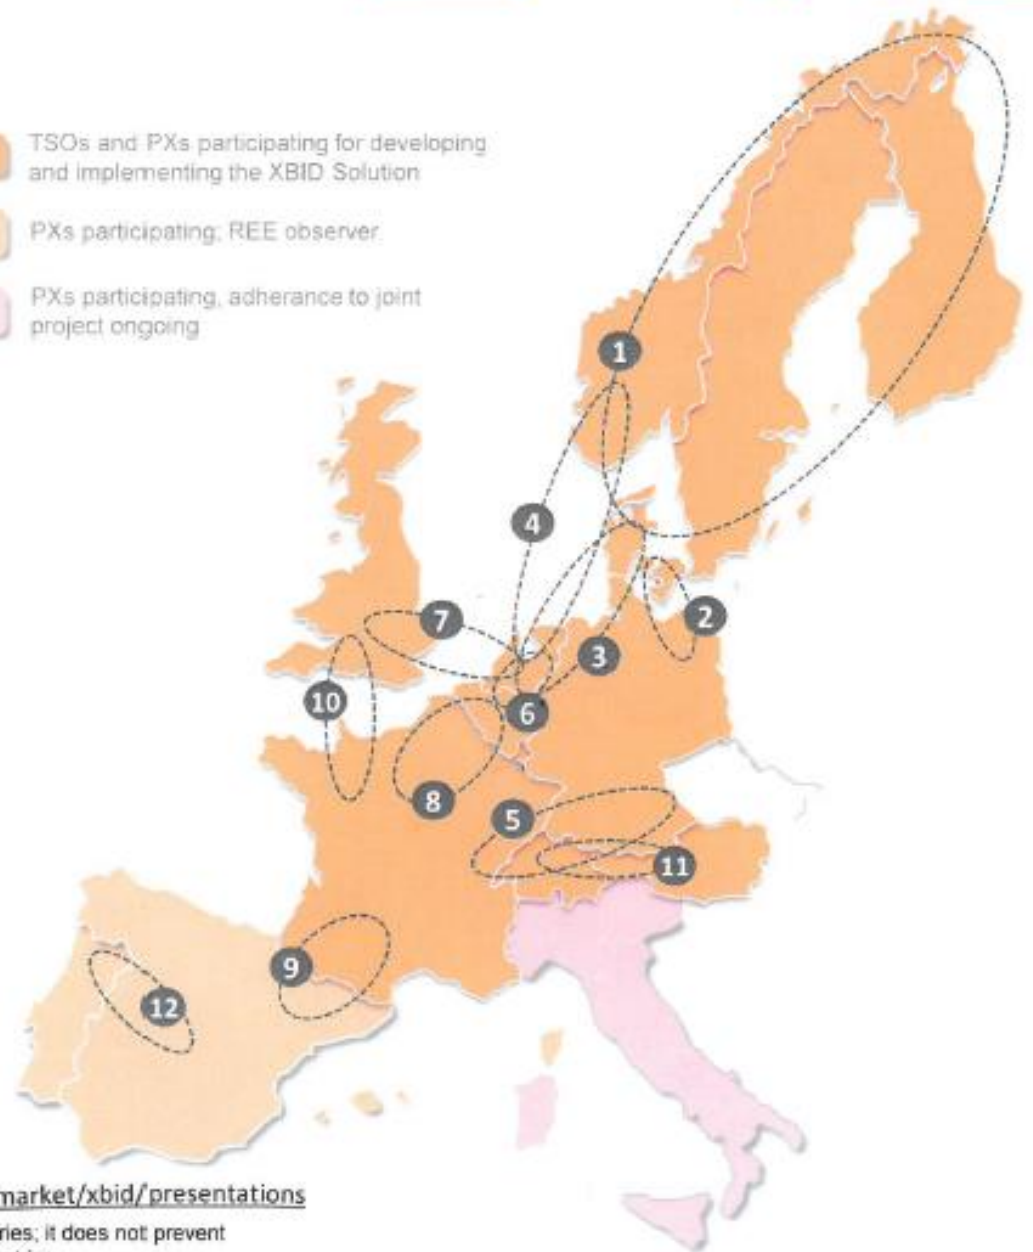 TSOs and PXs participating for developing
and implementing the XBID Solution
PXs participating; REE observer
PXs participating, adherance to joint
project ongoing
1
4
2
7
3
10
6
8
5
11
9
12
market/xbid/presentations
ries; it does not prevent